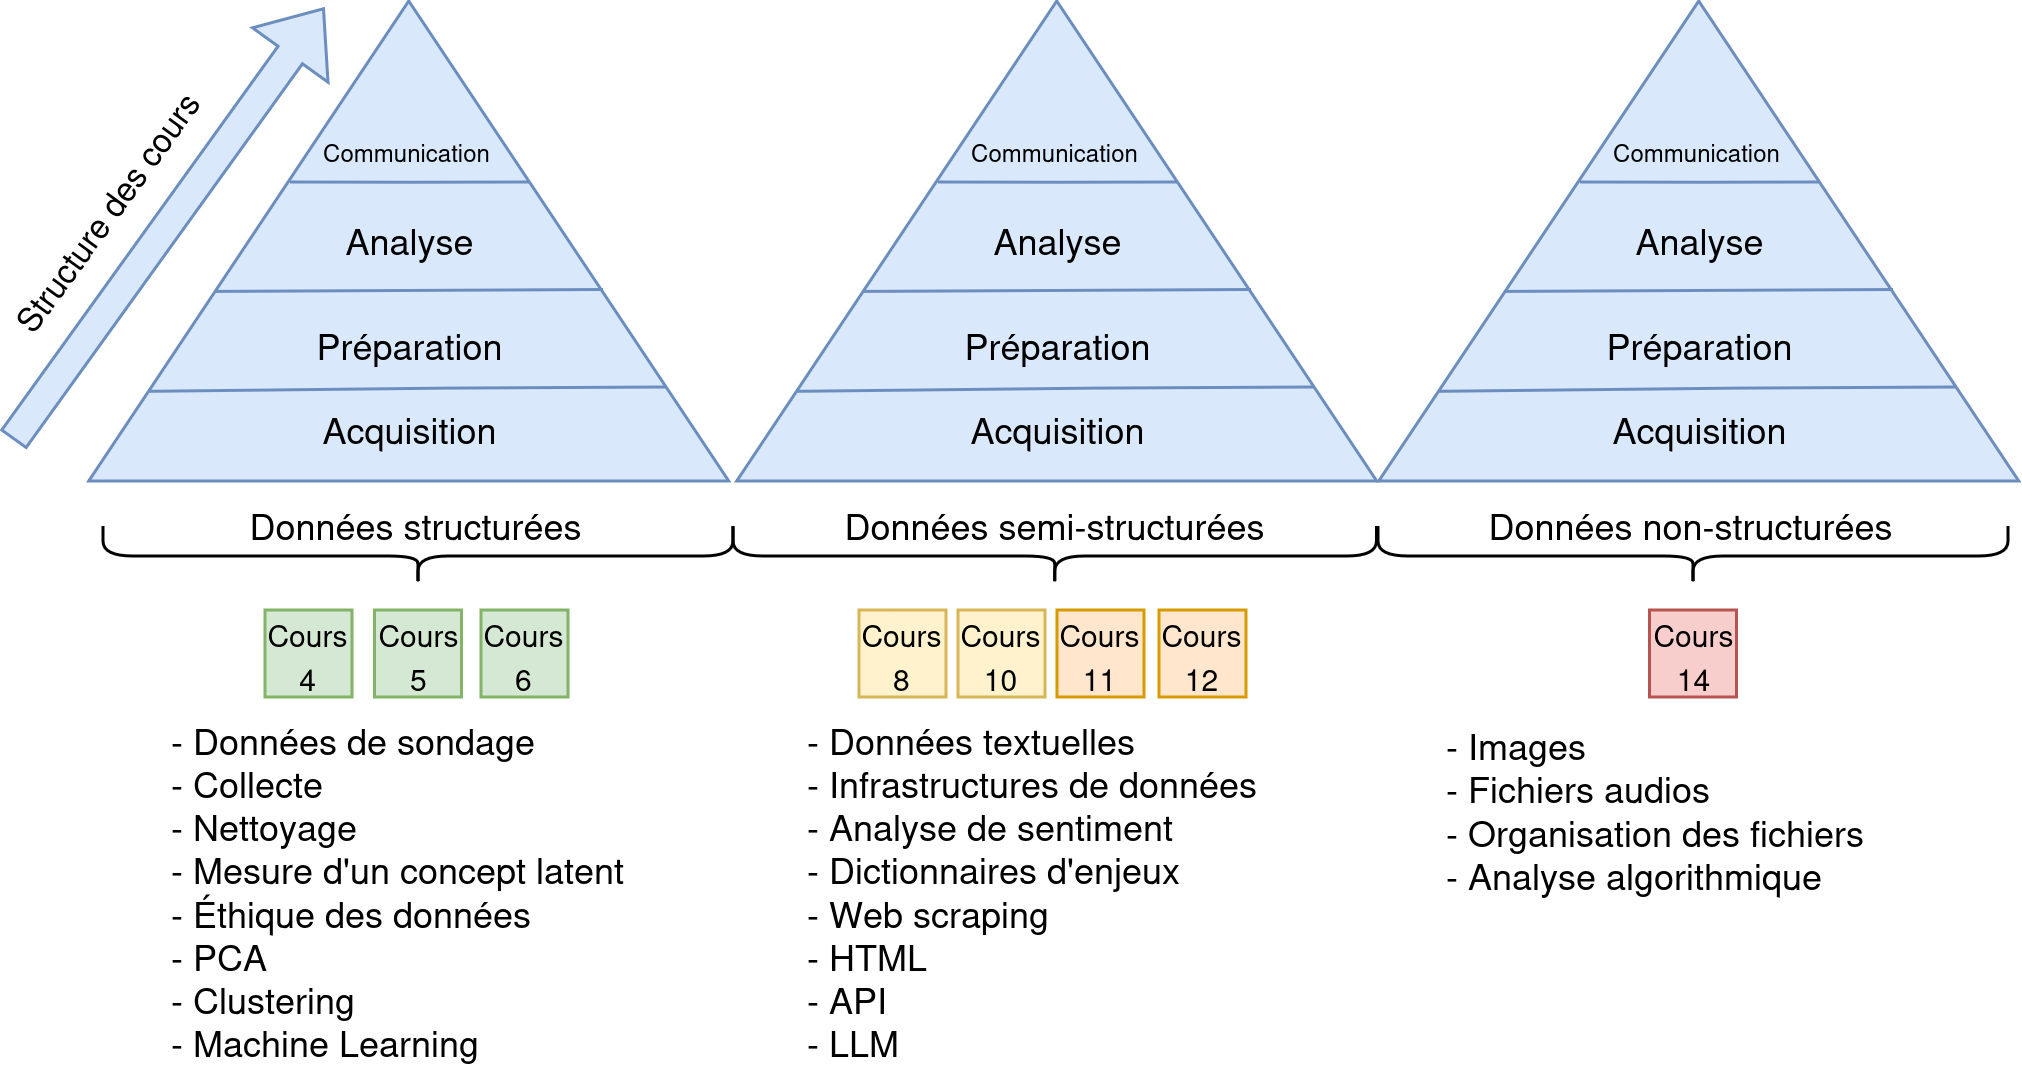 Structure des cours
Communication
Analyse
Préparation
Acquisition
Communication
Analyse
Préparation
Acquisition
Communication
Analyse
Préparation
Acquisition
Données structurées
Cours
4
Cours
5
Cours
6
- Données de sondage
- Collecte
- Nettoyage
- Mesure d'un concept latent
- Éthique des données
- PCA
- Clustering
- Machine Learning
Données semi-structurées
Cours
8
Cours
10
Cours
11
Cours
12
- Données textuelles
- Infrastructures de données
- Analyse de sentiment
- Dictionnaires d'enjeux
- Web scraping
- HTML
- API
- LLM
Données non-structurées
Cours
14
- Images
- Fichiers audios
- Organisation des fichiers
- Analyse algorithmique